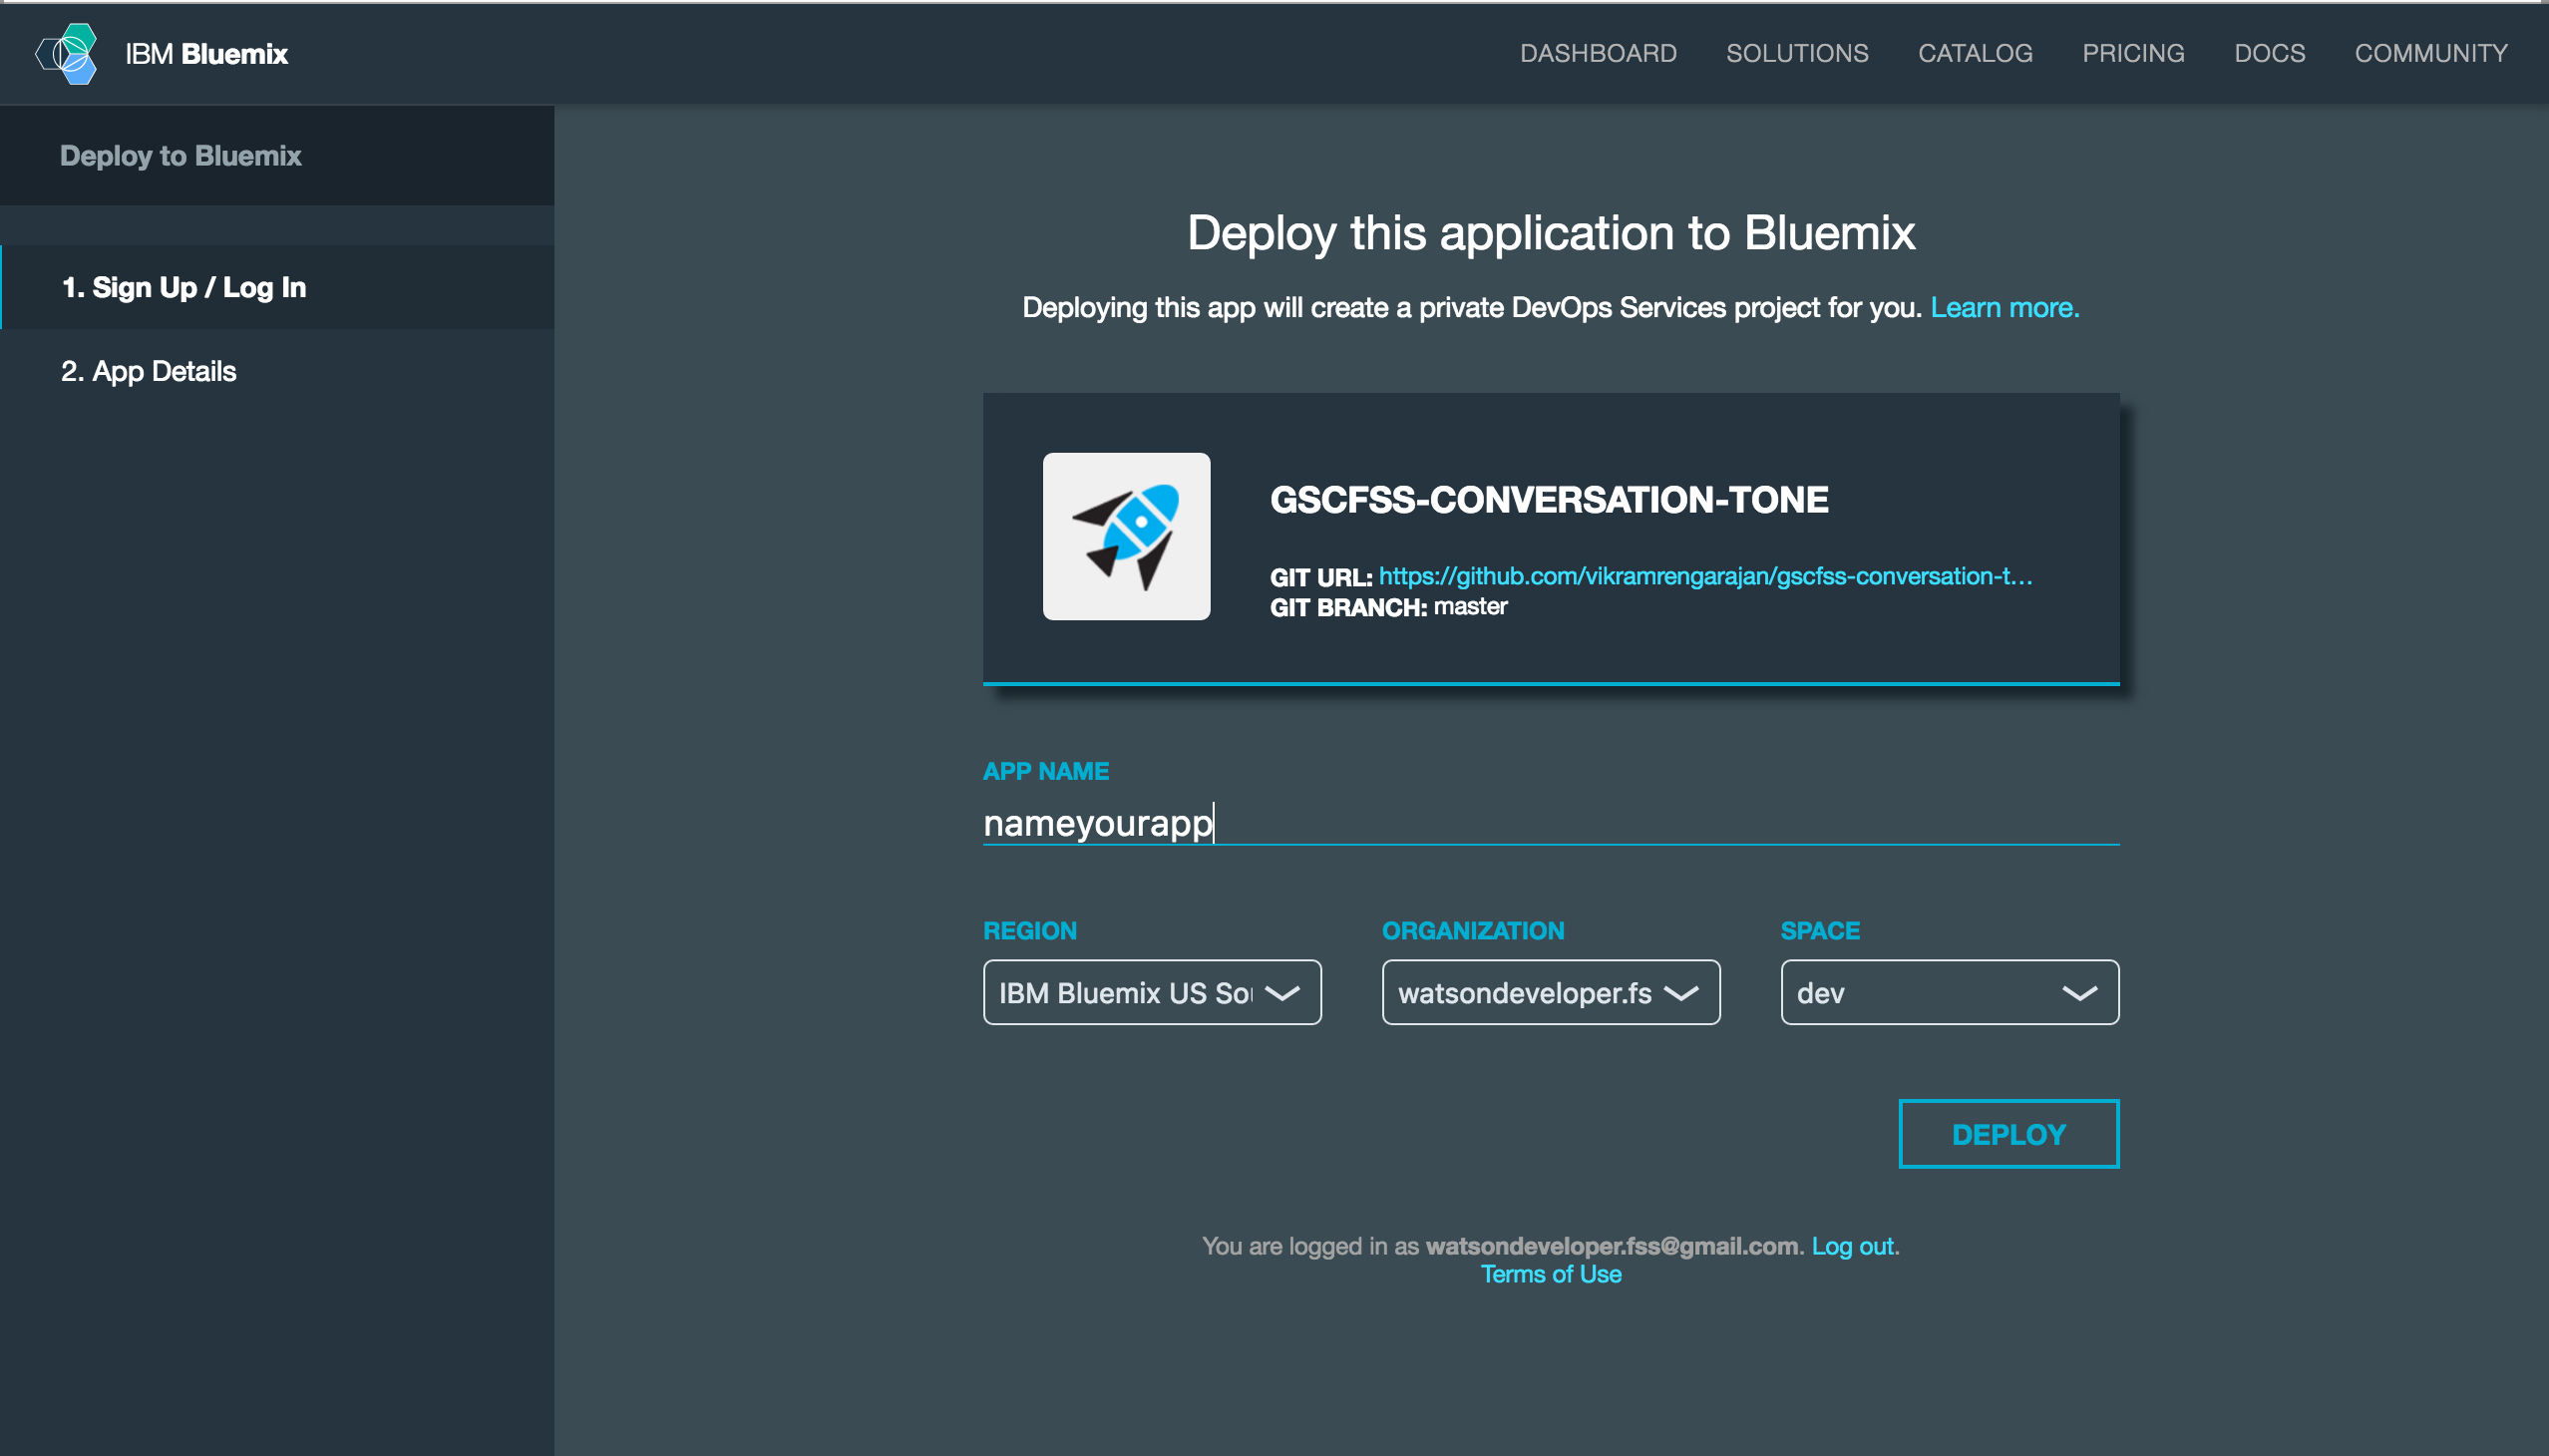 IBM Bluemix
DASHBOARD SOLUTIONS CATALOG PRICING DOCS COMMUNITY
Deploy to Bluemix
1. Sign Up / Log In
2. App Details
Deploy this application to Bluemix
Deploying this app will create a private DevOps Services project for you. Learn more.
GSCFSS-CONVERSATION-TONE
GIT URL: https://github.com/vikramrengarajan/gscfss-conversation-t...
GIT BRANCH: master
APP NAME
nameyourapp
REGION ORGANIZATION SPACE
IBM Bluemix US Sou watsondeveloper.fs dev
DEPLOY
You are logged in as watsondeveloper.fss@gmail.com. Log out.
Terms of Use